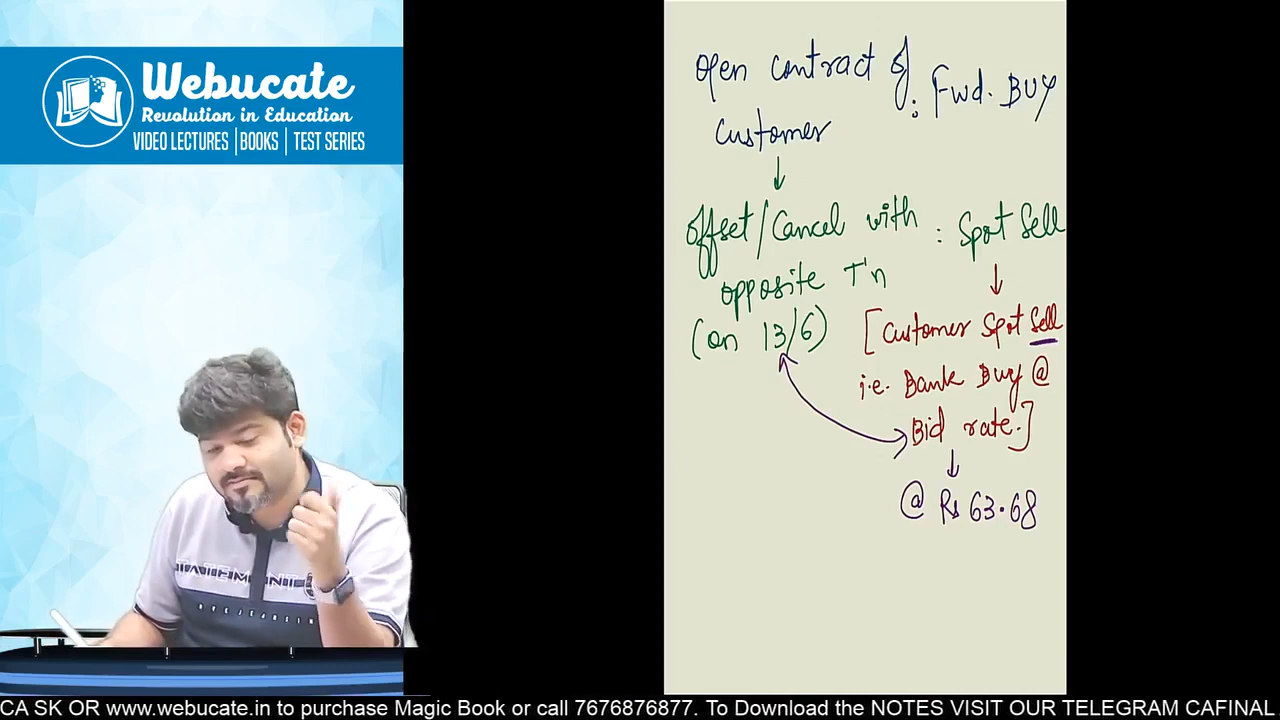 Webucate
Revolution in Education
VIDEO LECTURES | BOOKS | TEST SERIES
Open contract of : Fwd. BUY
Customer
↓
Offset/Cancel with : Spot Sell
opposite T'n
↓
(on 13/6) [Customer Spot Sell
i.e. Bank Buy @
Bid rate.]
↓
@ Rs 63.68
CA SK OR www.webucate.in to purchase Magic Book or call 7676876877. To Download the NOTES VISIT OUR TELEGRAM CAFINAL